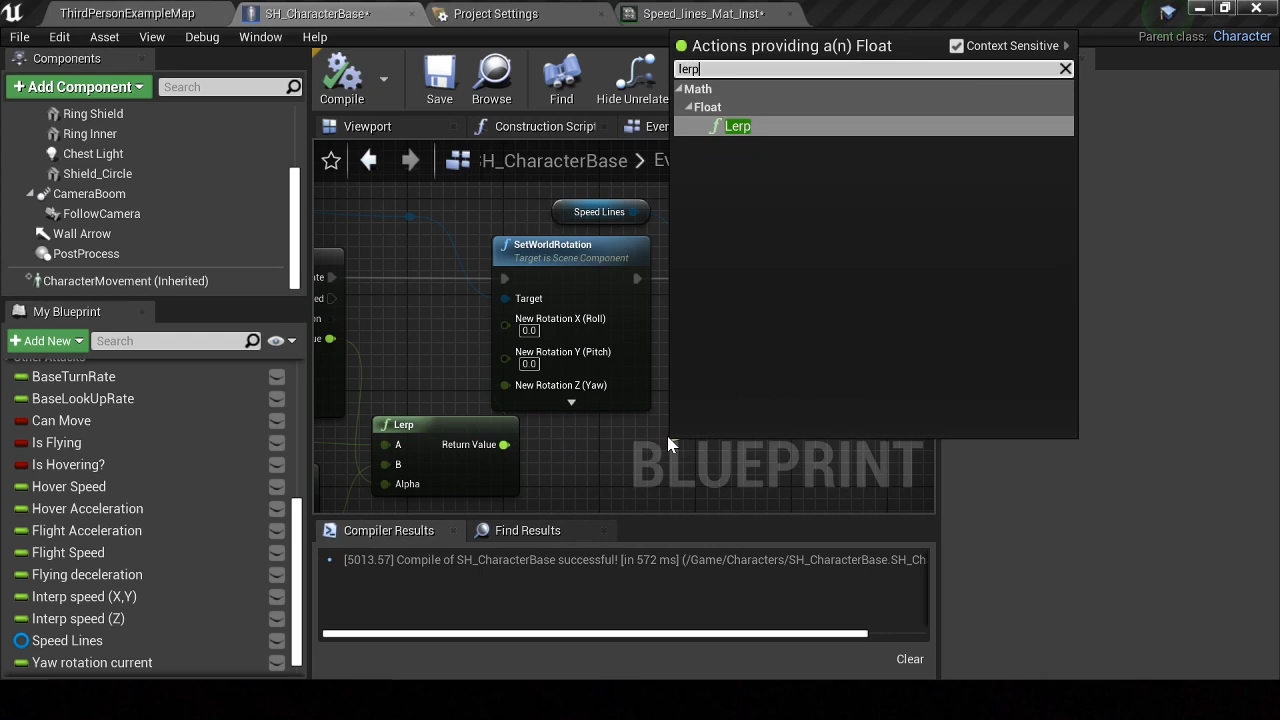 ThirdPersonExampleMap
SH_CharacterBase*
Project Settings
Speed_lines_Mat_Inst*
File Edit Asset View Debug Window Help
Parent class: Character
Components
+ Add Component
Search
Ring Shield
Ring Inner
Chest Light
Shield_Circle
CameraBoom
FollowCamera
Wall Arrow
PostProcess
CharacterMovement (Inherited)
My Blueprint
+ Add New
Search
Other Attacks
BaseTurnRate
BaseLookUpRate
Can Move
Is Flying
Is Hovering?
Hover Speed
Hover Acceleration
Flight Acceleration
Flight Speed
Flying deceleration
Interp speed (X,Y)
Interp speed (Z)
Speed Lines
Yaw rotation current
Compile
Save
Browse
Find
Hide Unrelate
Viewport
Construction Script
Even
SH_CharacterBase > Ev
Speed Lines
SetWorldRotation
Target is Scene Component
Target
New Rotation X (Roll)
0.0
New Rotation Y (Pitch)
0.0
New Rotation Z (Yaw)
Lerp
A Return Value
B
Alpha
BLUEPRINT
Actions providing a(n) Float
Context Sensitive
lerp
Math
Float
Lerp
Compiler Results
Find Results
[5013.57] Compile of SH_CharacterBase successful! [in 572 ms] (/Game/Characters/SH_CharacterBase.SH_Ch
Clear